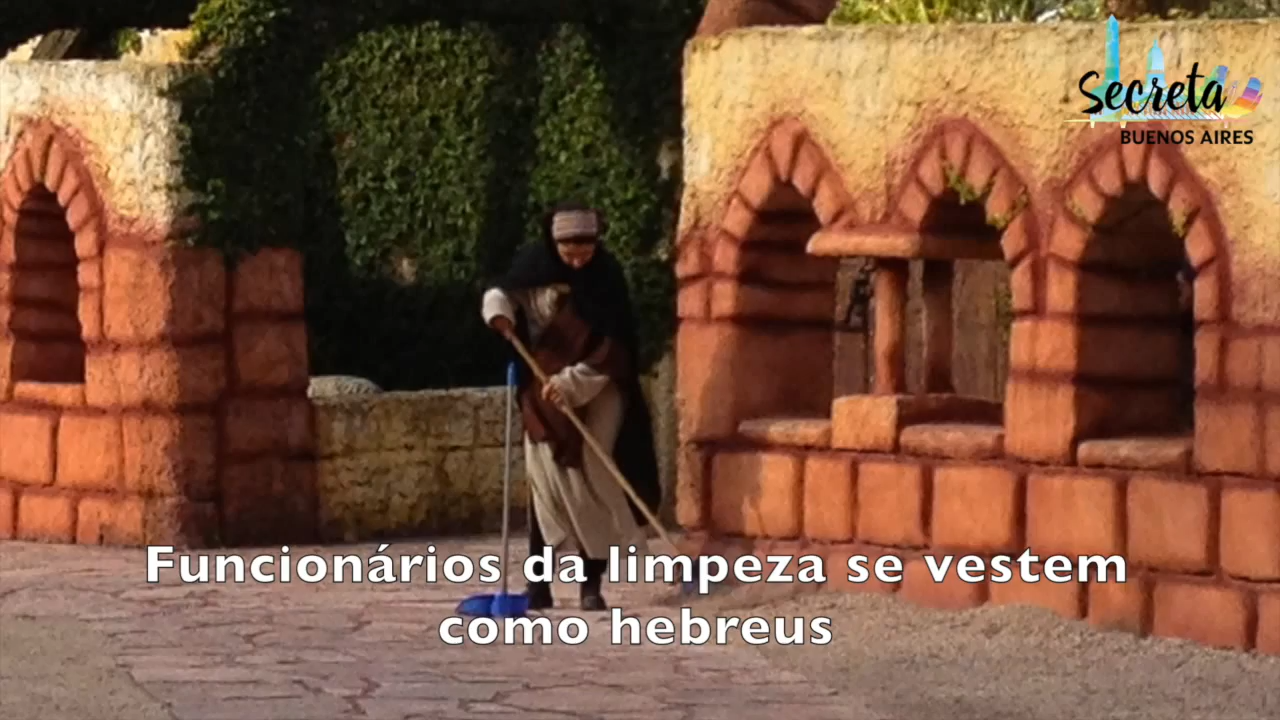 Secreta
BUENOS AIRES
Funcionários da limpeza se vestem
como hebreus